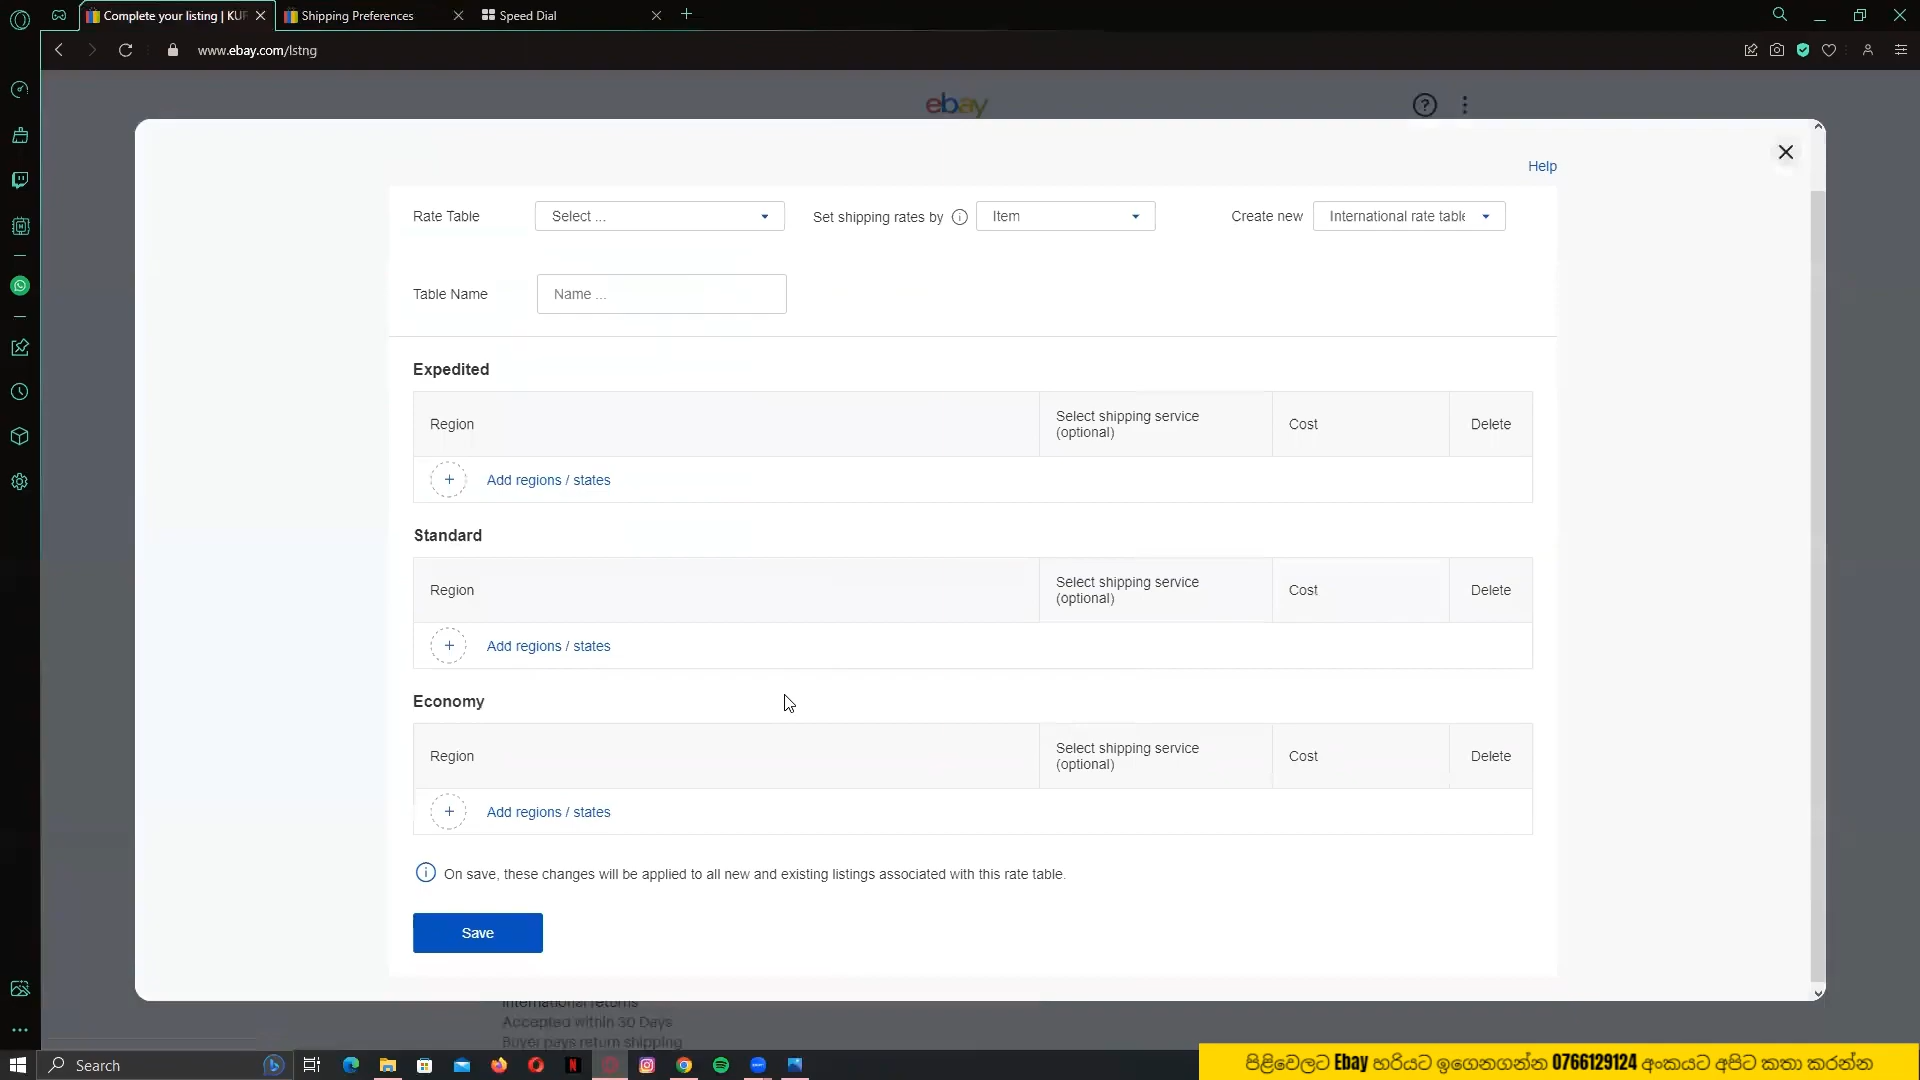 Complete your listing | KUR
Shipping Preferences
Speed Dial
www.ebay.com/lstng
ebay
Help
Rate Table
Select ...
Set shipping rates by
Item
Create new
International rate table
Table Name
Name ...
Expedited
Region
Select shipping service
(optional)
Cost
Delete
+ Add regions / states
Standard
Region
Select shipping service
(optional)
Cost
Delete
+ Add regions / states
Economy
Region
Select shipping service
(optional)
Cost
Delete
+ Add regions / states
On save, these changes will be applied to all new and existing listings associated with this rate table.
Save
International returns
Accepted within 30 Days
Buyer pays return shipping
Search
පිළිවෙලට Ebay හරියට ඉගෙනගන්න 0766129124 අංකයට අපිට කතා කරන්න